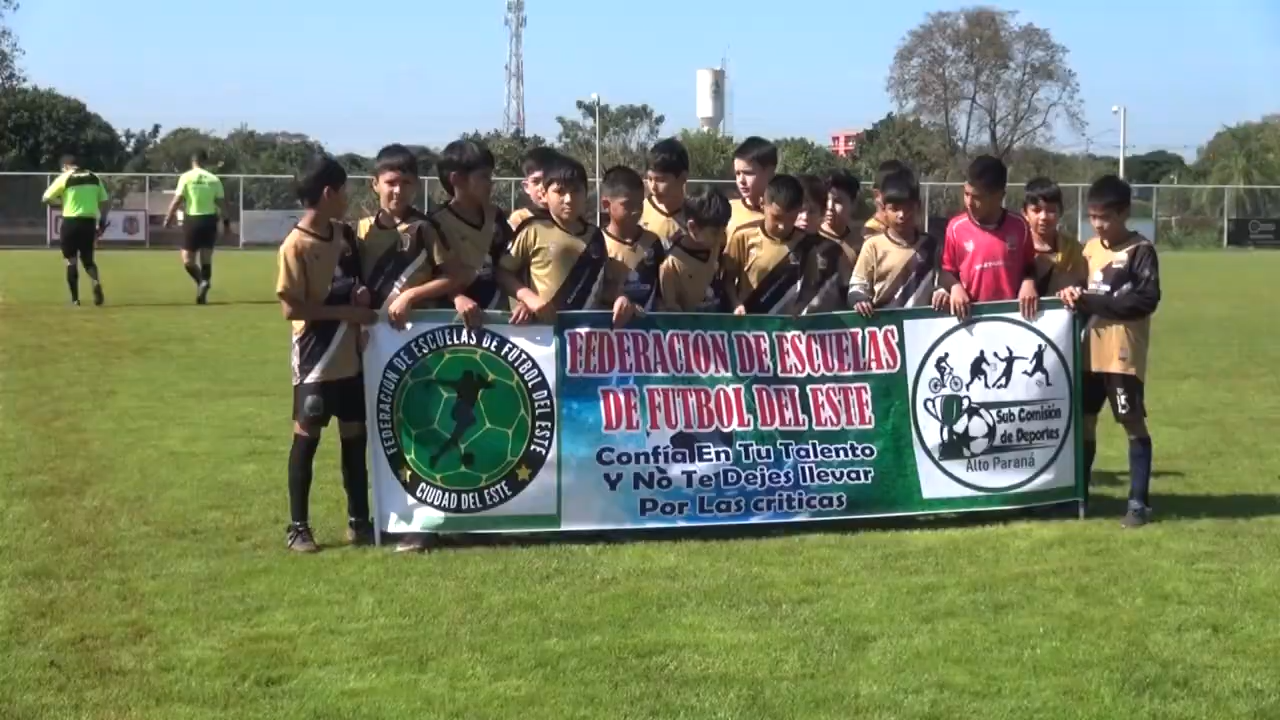 FEDERACION DE ESCUELAS DE FUTBOL DEL ESTE
CIUDAD DEL ESTE
FEDERACION DE ESCUELAS
DE FUTBOL DEL ESTE
Confía En Tu Talento
Y No Te Dejes llevar
Por Las criticas
Sub Comisión
de Deportes
Alto Paraná
15